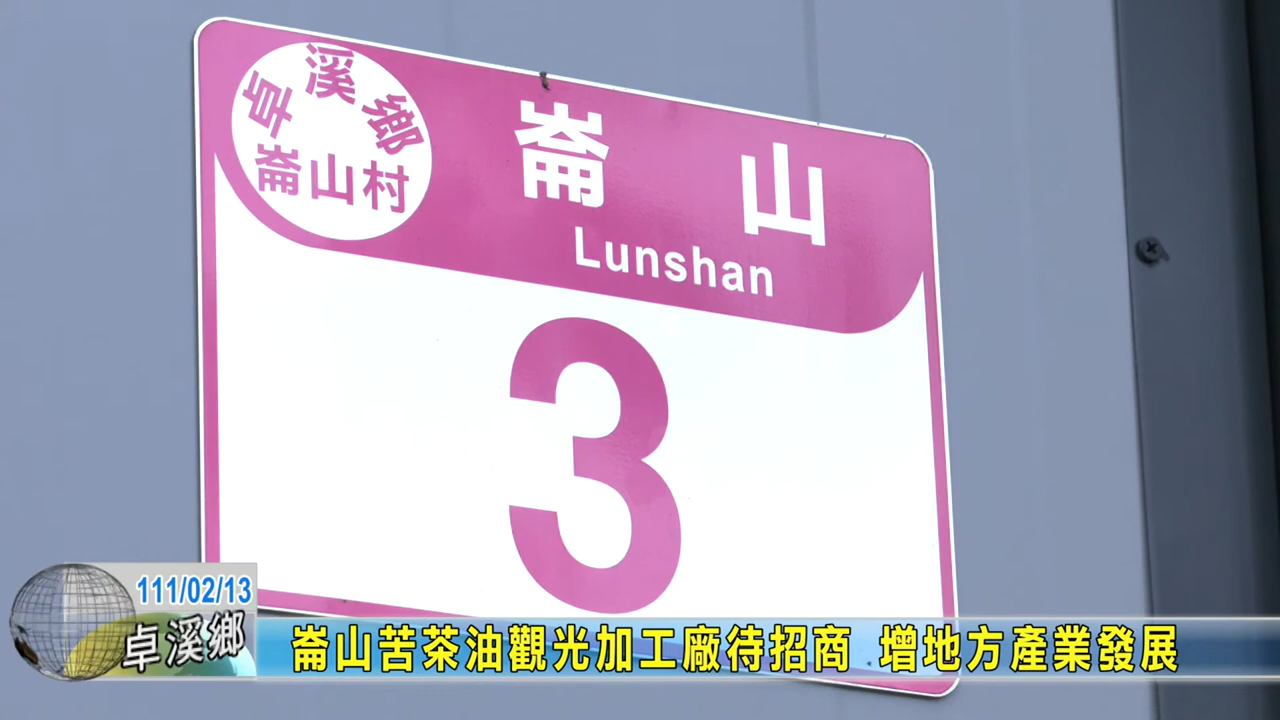 卓溪鄉
崙山村
崙山
Lunshan
3
111/02/13
卓溪鄉
崙山苦茶油觀光加工廠待招商 增地方產業發展